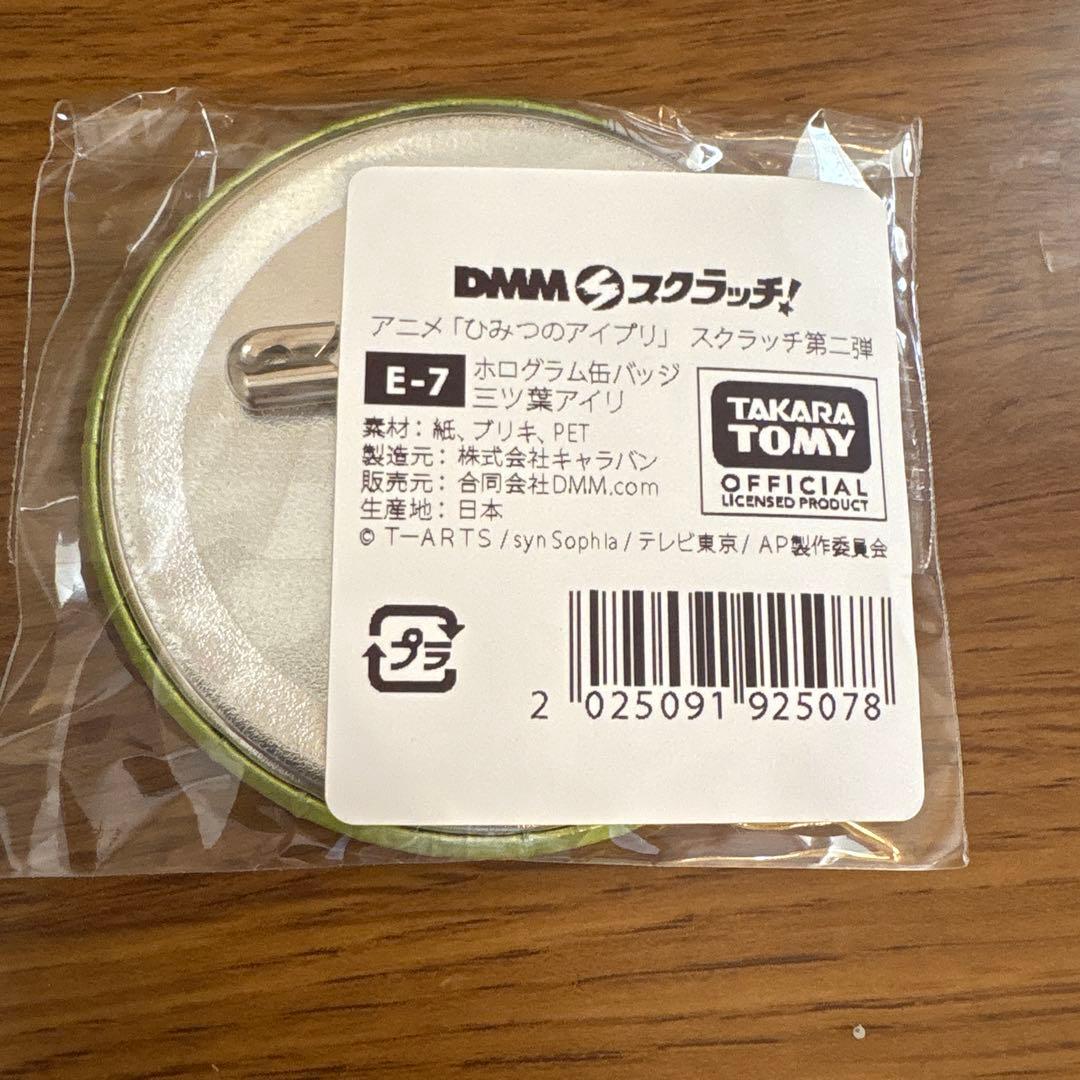 DMMスクラッチ!
アニメ「ひみつのアイプリ」 スクラッチ第二弾
E-7 ホログラム缶バッジ
三ツ葉アイリ
素材：紙、ブリキ、PET
製造元：株式会社キャラバン
販売元：合同会社DMM.com
生産地：日本
TAKARA
TOMY
OFFICIAL
LICENSED PRODUCT
© T-ARTS / syn Sophia / テレビ東京 / AP製作委員会
プラ
2 025091 925078